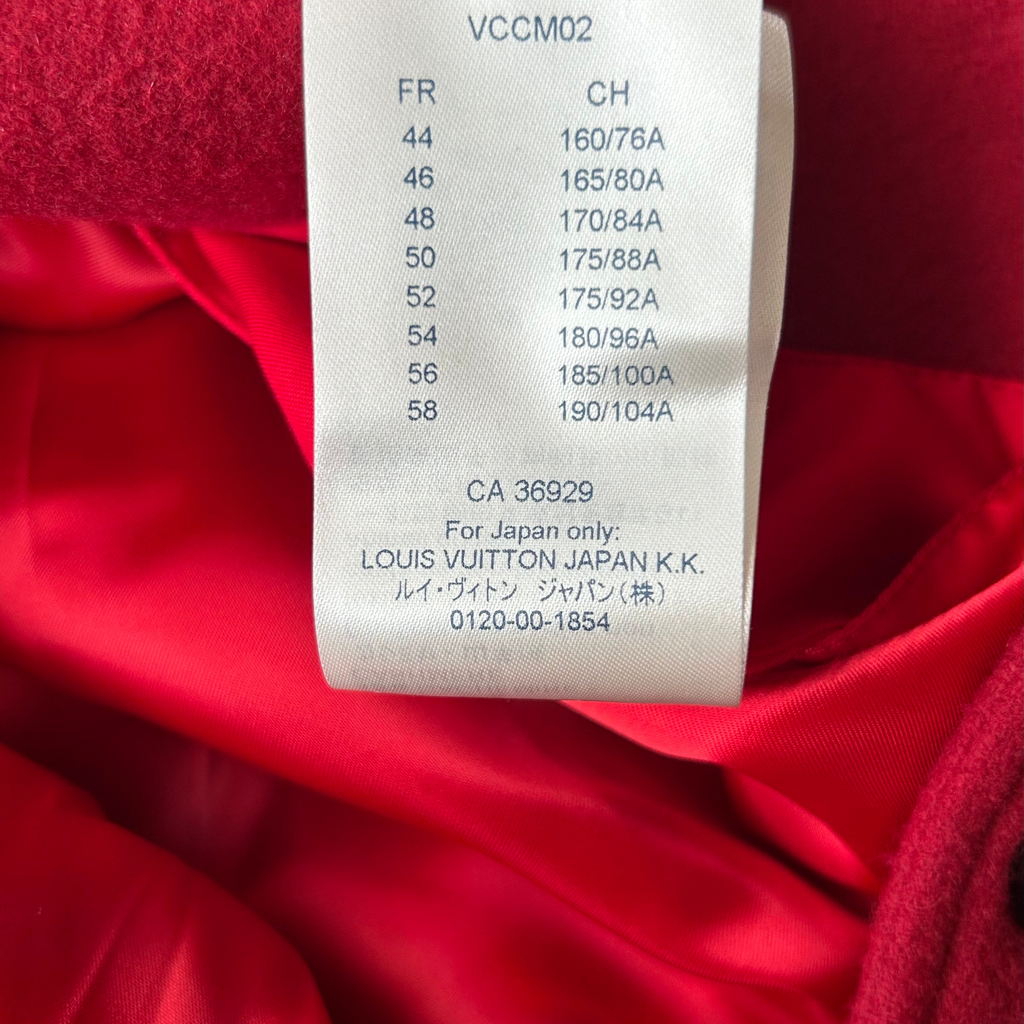 VCCM02
FR CH
44 160/76A
46 165/80A
48 170/84A
50 175/88A
52 175/92A
54 180/96A
56 185/100A
58 190/104A
CA 36929
For Japan only:
LOUIS VUITTON JAPAN K.K.
ルイ・ヴィトン ジャパン(株)
0120-00-1854